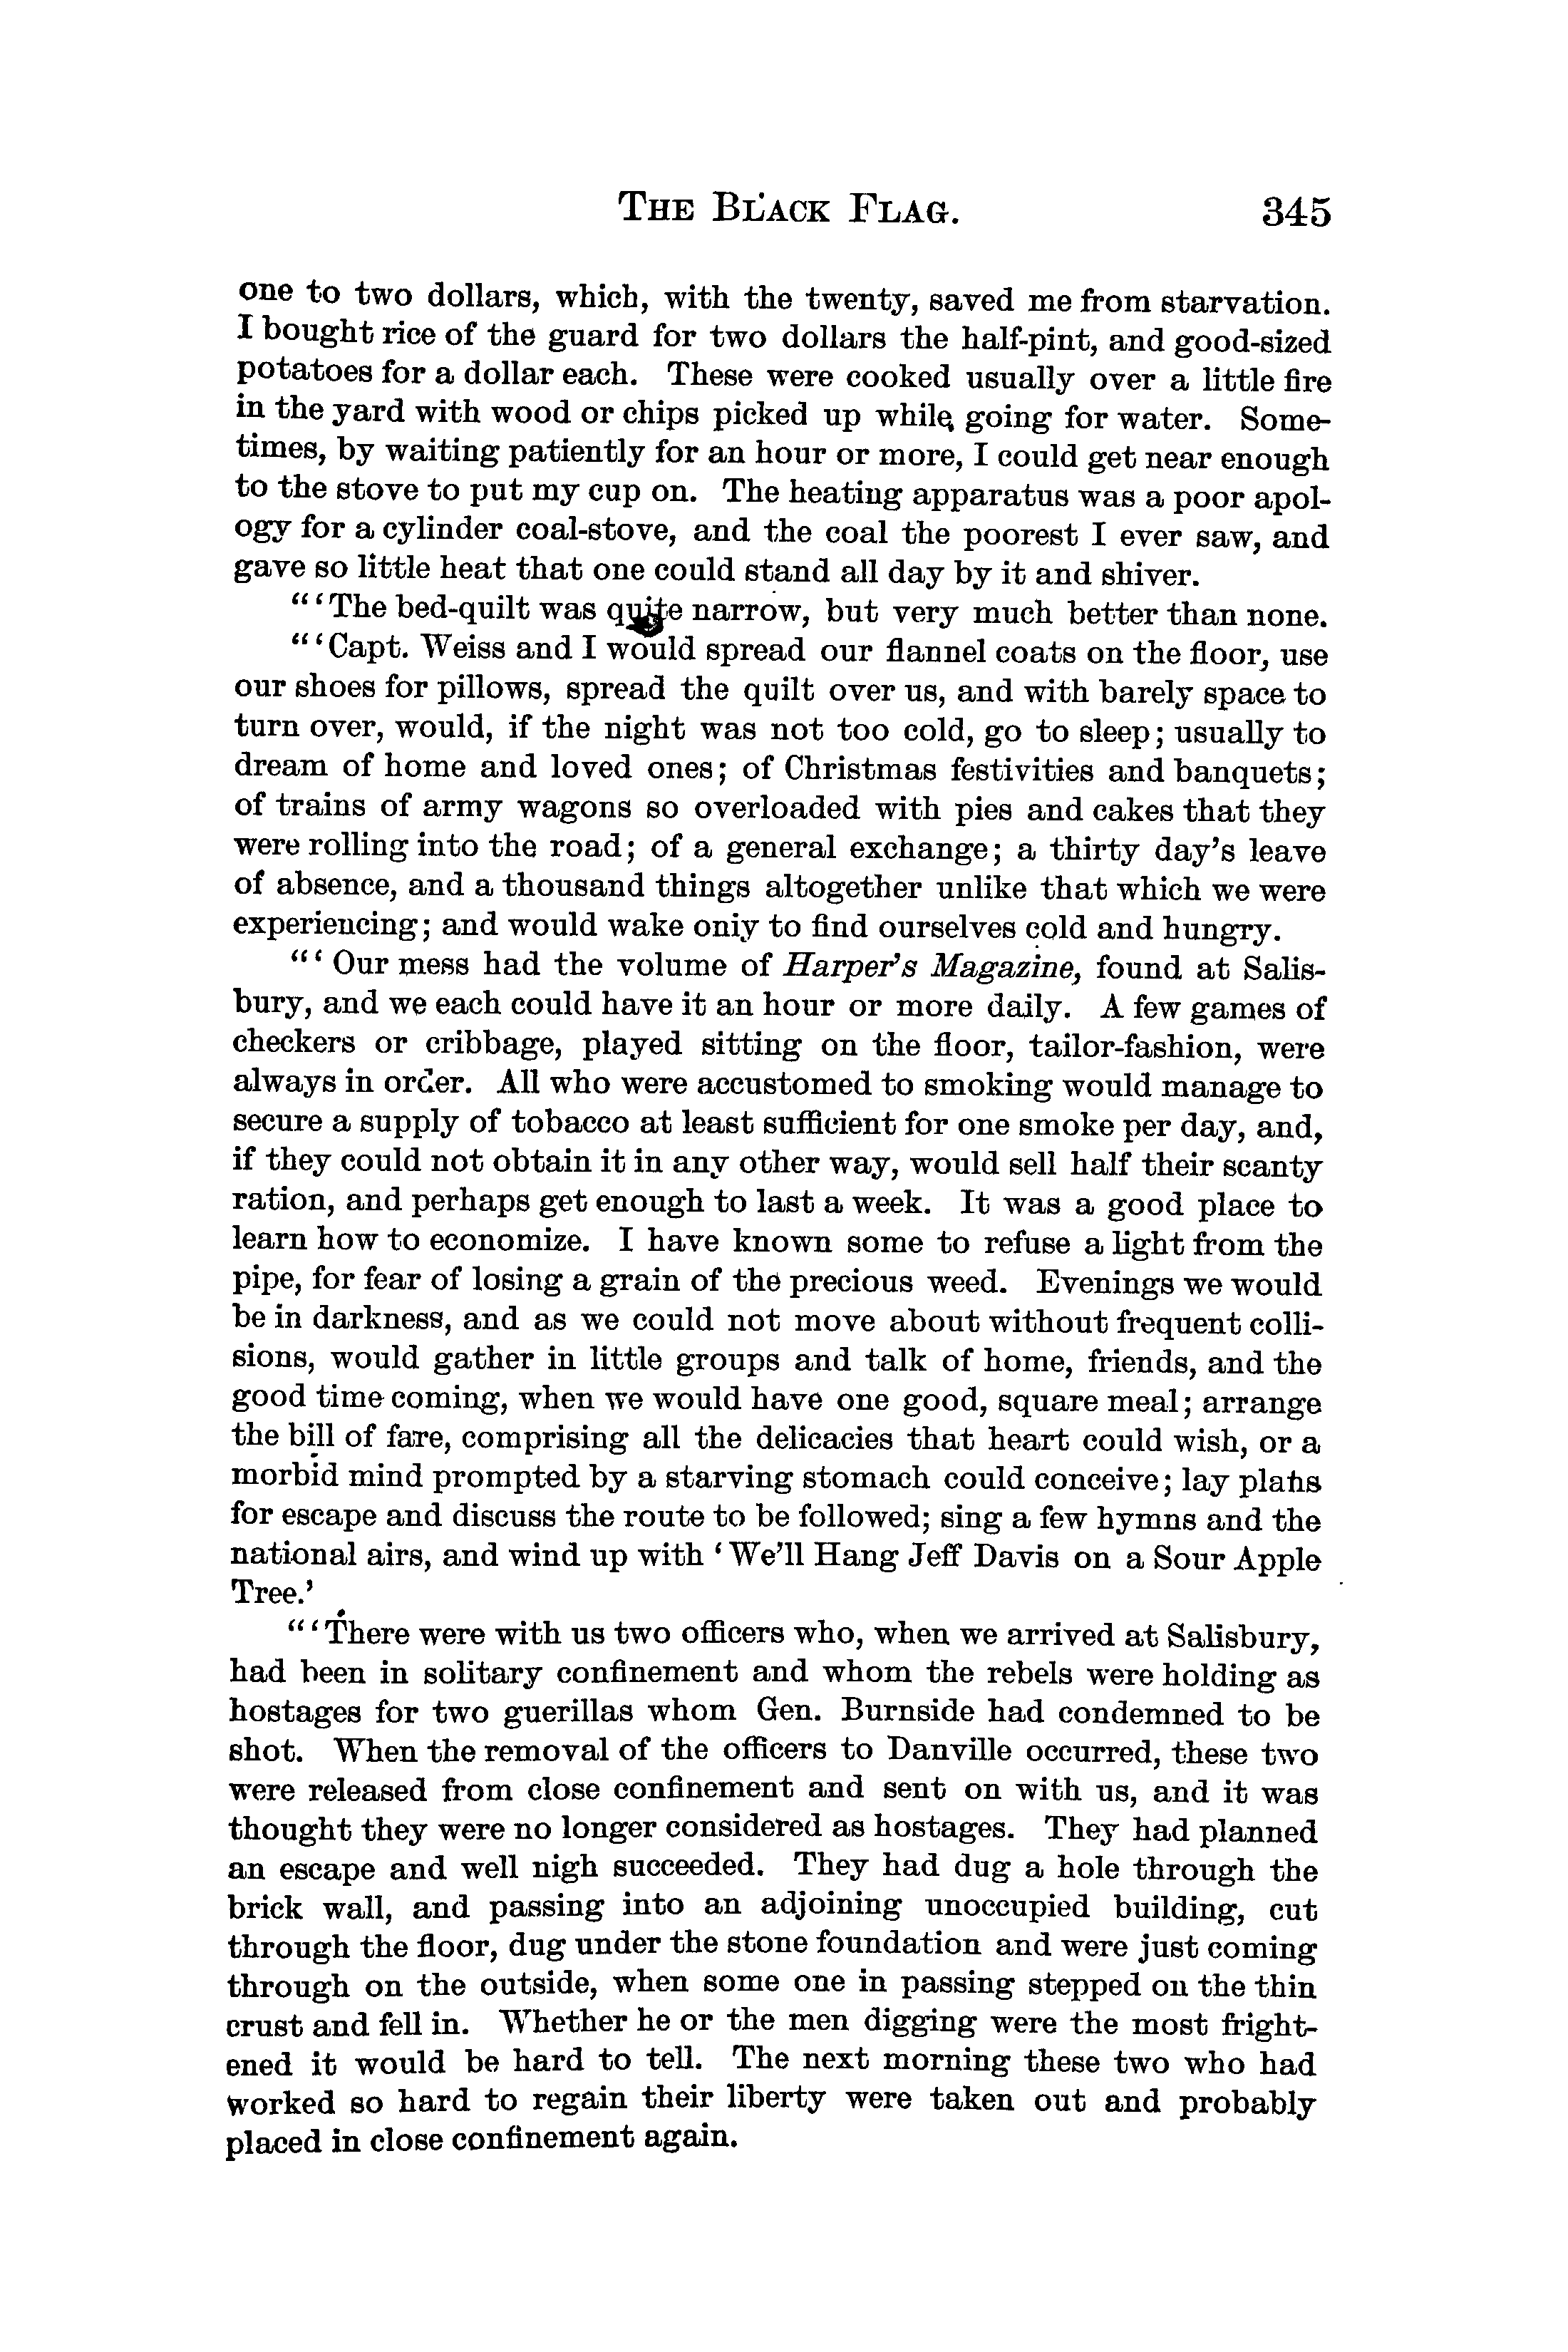 THE BLACK FLAG. 345
one to two dollars, which, with the twenty, saved me from starvation.
I bought rice of the guard for two dollars the half-pint, and good-sized
potatoes for a dollar each. These were cooked usually over a little fire
in the yard with wood or chips picked up while going for water. Some-
times, by waiting patiently for an hour or more, I could get near enough
to the stove to put my cup on. The heating apparatus was a poor apol-
ogy for a cylinder coal-stove, and the coal the poorest I ever saw, and
gave so little heat that one could stand all day by it and shiver.
"'The bed-quilt was quite narrow, but very much better than none.
"'Capt. Weiss and I would spread our flannel coats on the floor, use
our shoes for pillows, spread the quilt over us, and with barely space to
turn over, would, if the night was not too cold, go to sleep; usually to
dream of home and loved ones; of Christmas festivities and banquets;
of trains of army wagons so overloaded with pies and cakes that they
were rolling into the road; of a general exchange; a thirty day's leave
of absence, and a thousand things altogether unlike that which we were
experiencing; and would wake only to find ourselves cold and hungry.
"'Our mess had the volume of Harper's Magazine, found at Salis-
bury, and we each could have it an hour or more daily. A few games of
checkers or cribbage, played sitting on the floor, tailor-fashion, were
always in order. All who were accustomed to smoking would manage to
secure a supply of tobacco at least sufficient for one smoke per day, and,
if they could not obtain it in any other way, would sell half their scanty
ration, and perhaps get enough to last a week. It was a good place to
learn how to economize. I have known some to refuse a light from the
pipe, for fear of losing a grain of the precious weed. Evenings we would
be in darkness, and as we could not move about without frequent colli-
sions, would gather in little groups and talk of home, friends, and the
good time coming, when we would have one good, square meal; arrange
the bill of fare, comprising all the delicacies that heart could wish, or a
morbid mind prompted by a starving stomach could conceive; lay plans
for escape and discuss the route to be followed; sing a few hymns and the
national airs, and wind up with 'We'll Hang Jeff Davis on a Sour Apple
Tree.'
"'There were with us two officers who, when we arrived at Salisbury,
had been in solitary confinement and whom the rebels were holding as
hostages for two guerillas whom Gen. Burnside had condemned to be
shot. When the removal of the officers to Danville occurred, these two
were released from close confinement and sent on with us, and it was
thought they were no longer considered as hostages. They had planned
an escape and well nigh succeeded. They had dug a hole through the
brick wall, and passing into an adjoining unoccupied building, cut
through the floor, dug under the stone foundation and were just coming
through on the outside, when some one in passing stepped on the thin
crust and fell in. Whether he or the men digging were the most fright-
ened it would be hard to tell. The next morning these two who had
worked so hard to regain their liberty were taken out and probably
placed in close confinement again.